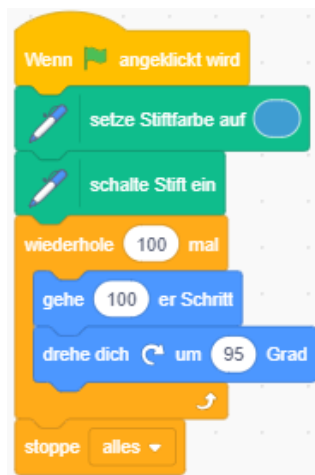 Wenn angeklickt wird
setze Stiftfarbe auf
schalte Stift ein
wiederhole 100 mal
gehe 100 er Schritt
drehe dich um 95 Grad
stoppe alles